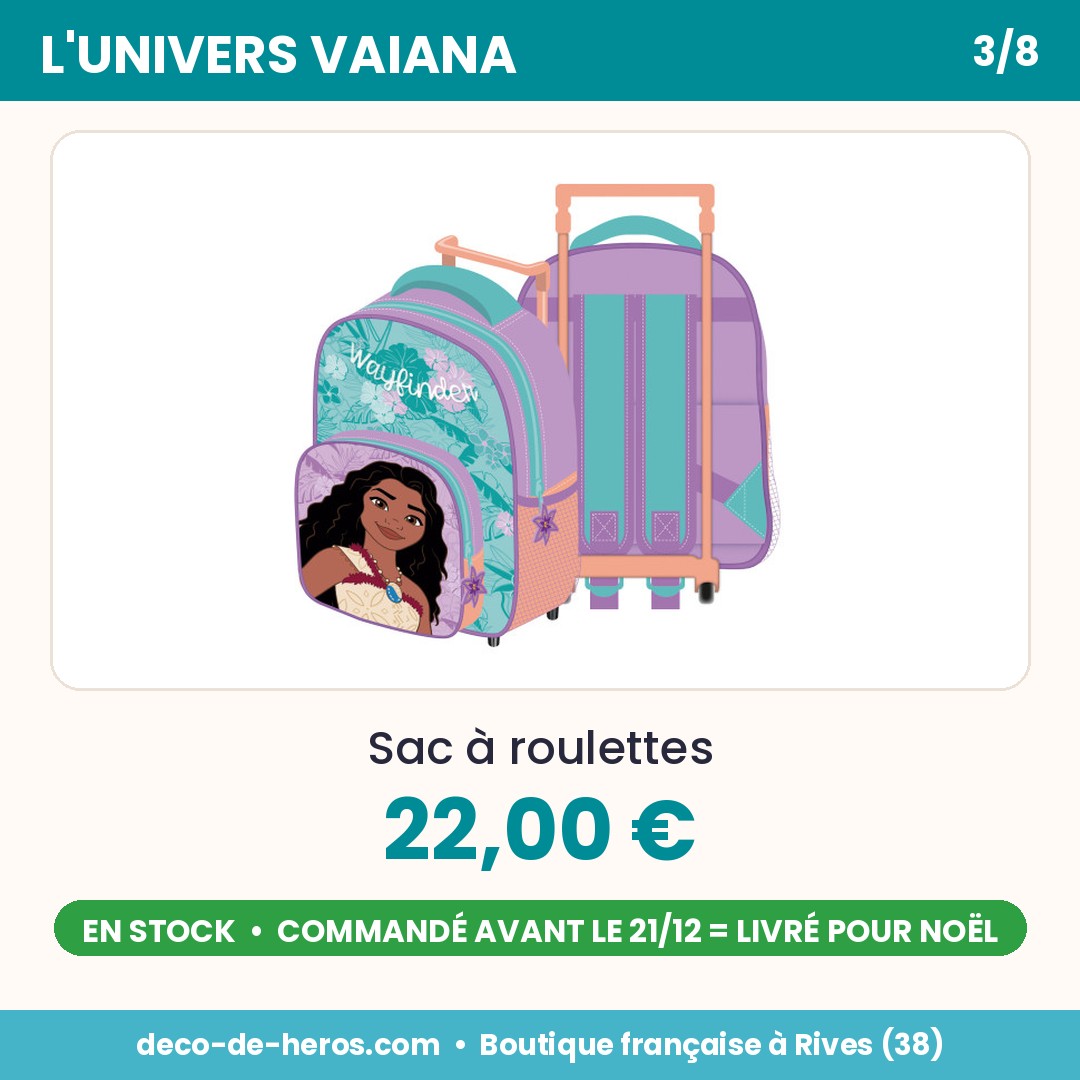 L'UNIVERS VAIANA
3/8
Wayfinder
Sac à roulettes
22,00 €
EN STOCK • COMMANDÉ AVANT LE 21/12 = LIVRÉ POUR NOËL
deco-de-heros.com • Boutique française à Rives (38)